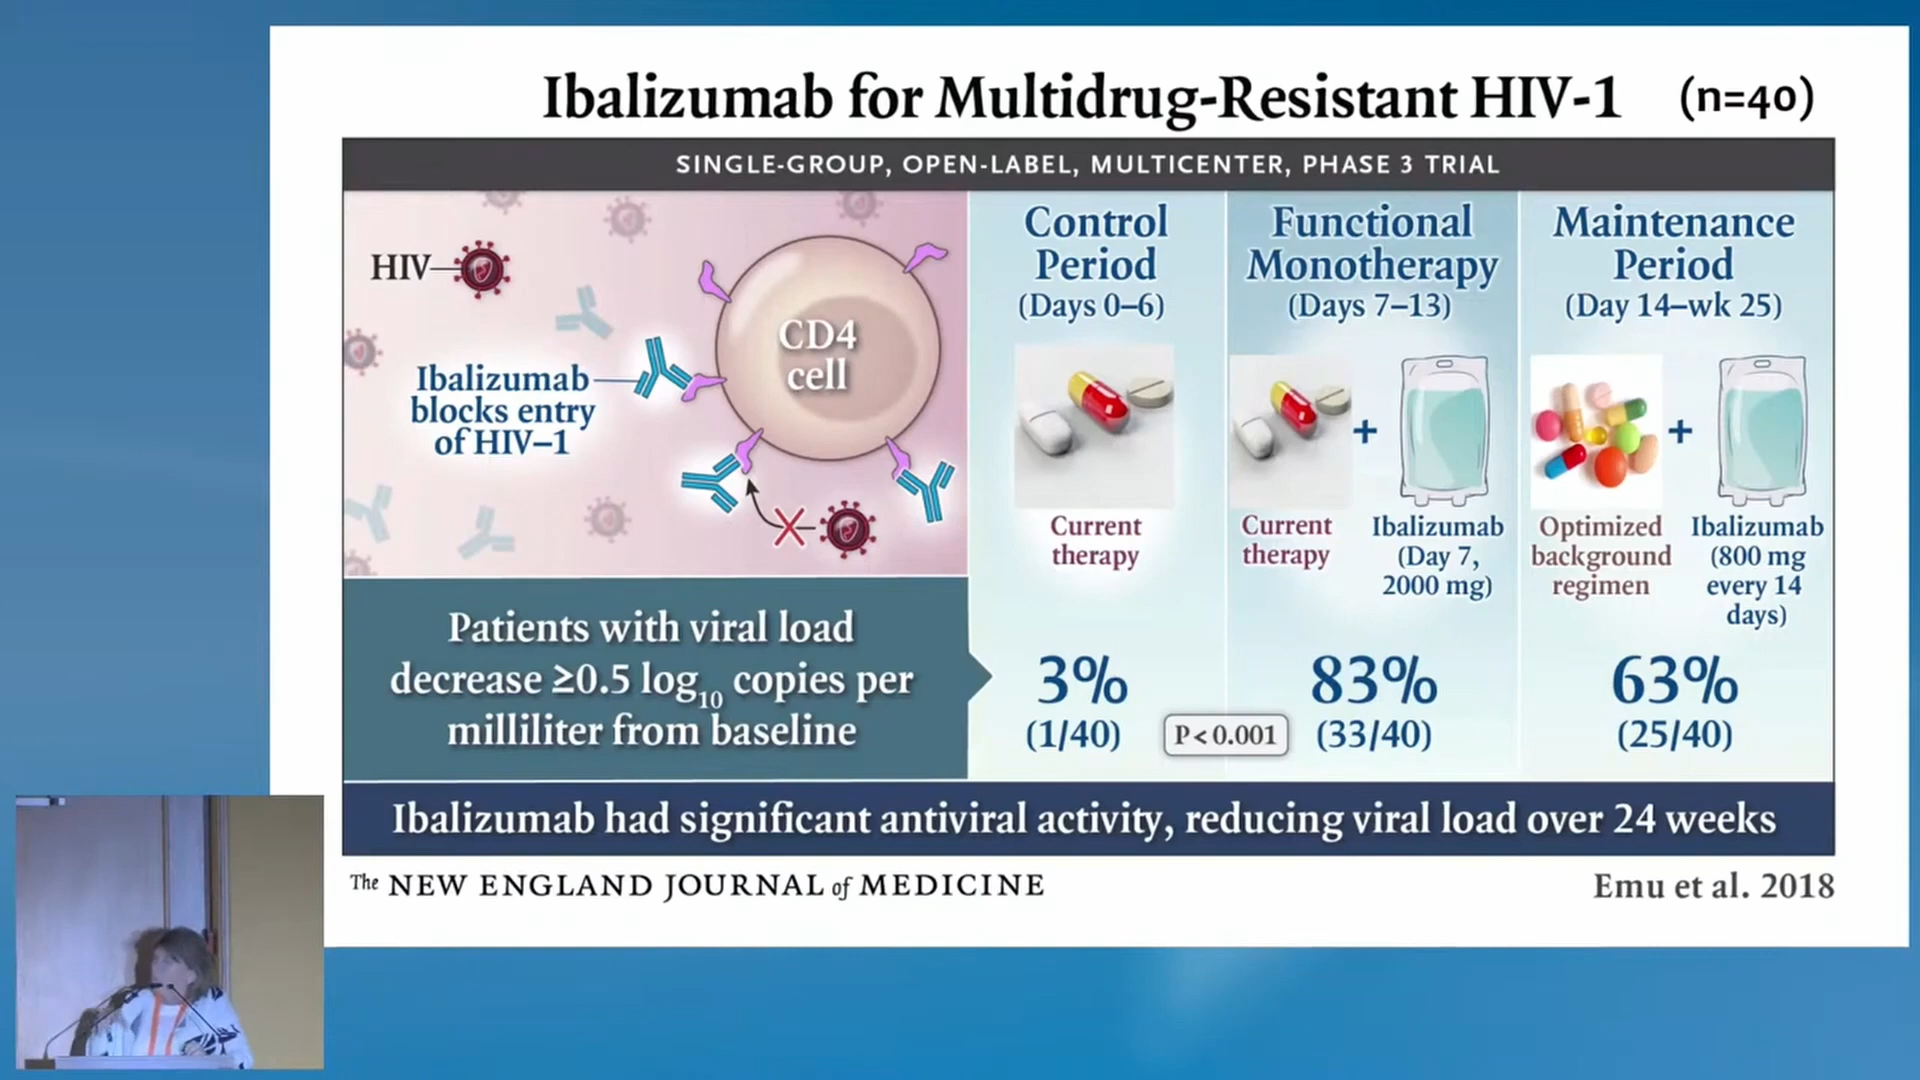 Ibalizumab for Multidrug-Resistant HIV-1 (n=40)
SINGLE-GROUP, OPEN-LABEL, MULTICENTER, PHASE 3 TRIAL
HIV
CD4
cell
Ibalizumab
blocks entry
of HIV–1
Control
Period
(Days 0–6)
Current
therapy
Functional
Monotherapy
(Days 7–13)
Current
therapy
+
Ibalizumab
(Day 7,
2000 mg)
Maintenance
Period
(Day 14–wk 25)
Optimized
background
regimen
+
Ibalizumab
(800 mg
every 14
days)
Patients with viral load
decrease ≥0.5 log10 copies per
milliliter from baseline
3%
(1/40)
P<0.001
83%
(33/40)
63%
(25/40)
Ibalizumab had significant antiviral activity, reducing viral load over 24 weeks
The NEW ENGLAND JOURNAL of MEDICINE
Emu et al. 2018